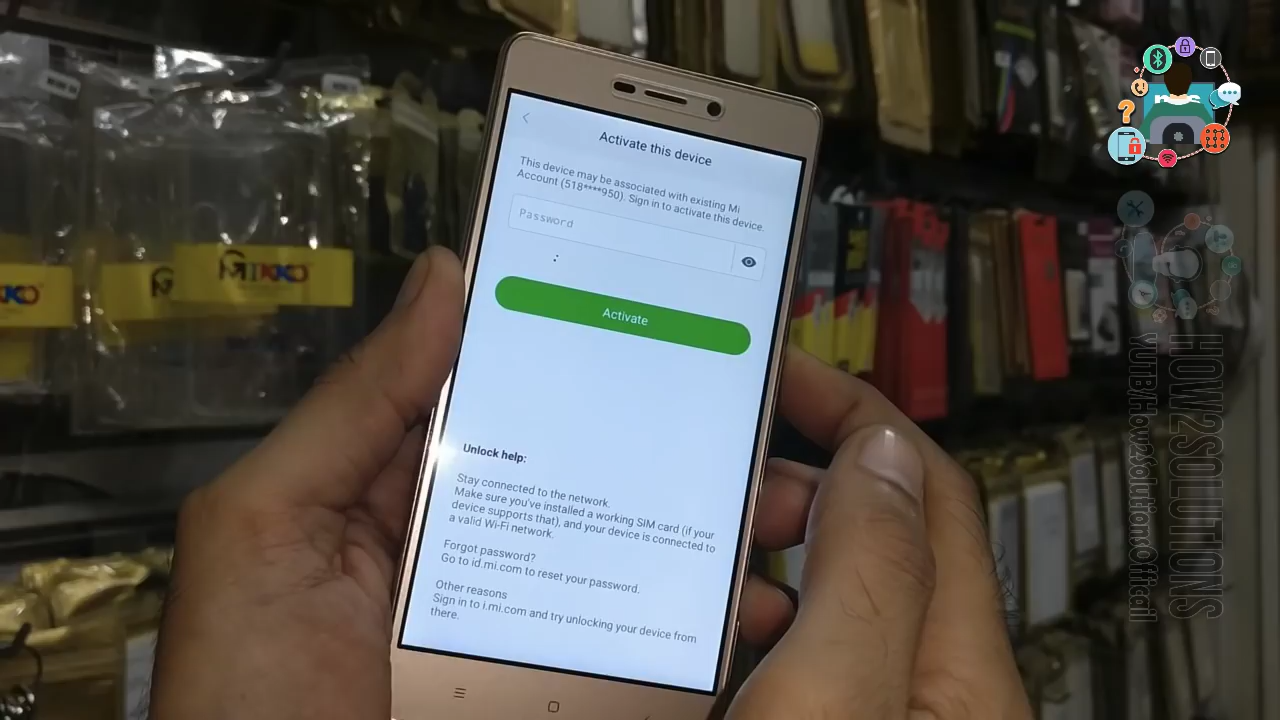 Activate this device
This device may be associated with existing Mi
Account (518****950). Sign in to activate this device.
Password
:
Activate
Unlock help:
Stay connected to the network.
Make sure you've installed a working SIM card (if your
device supports that), and your device is connected to
a valid Wi-Fi network.
Forgot password?
Go to id.mi.com to reset your password.
Other reasons
Sign in to i.mi.com and try unlocking your device from
there.
MIKKO
HOW2SOLUTIONS